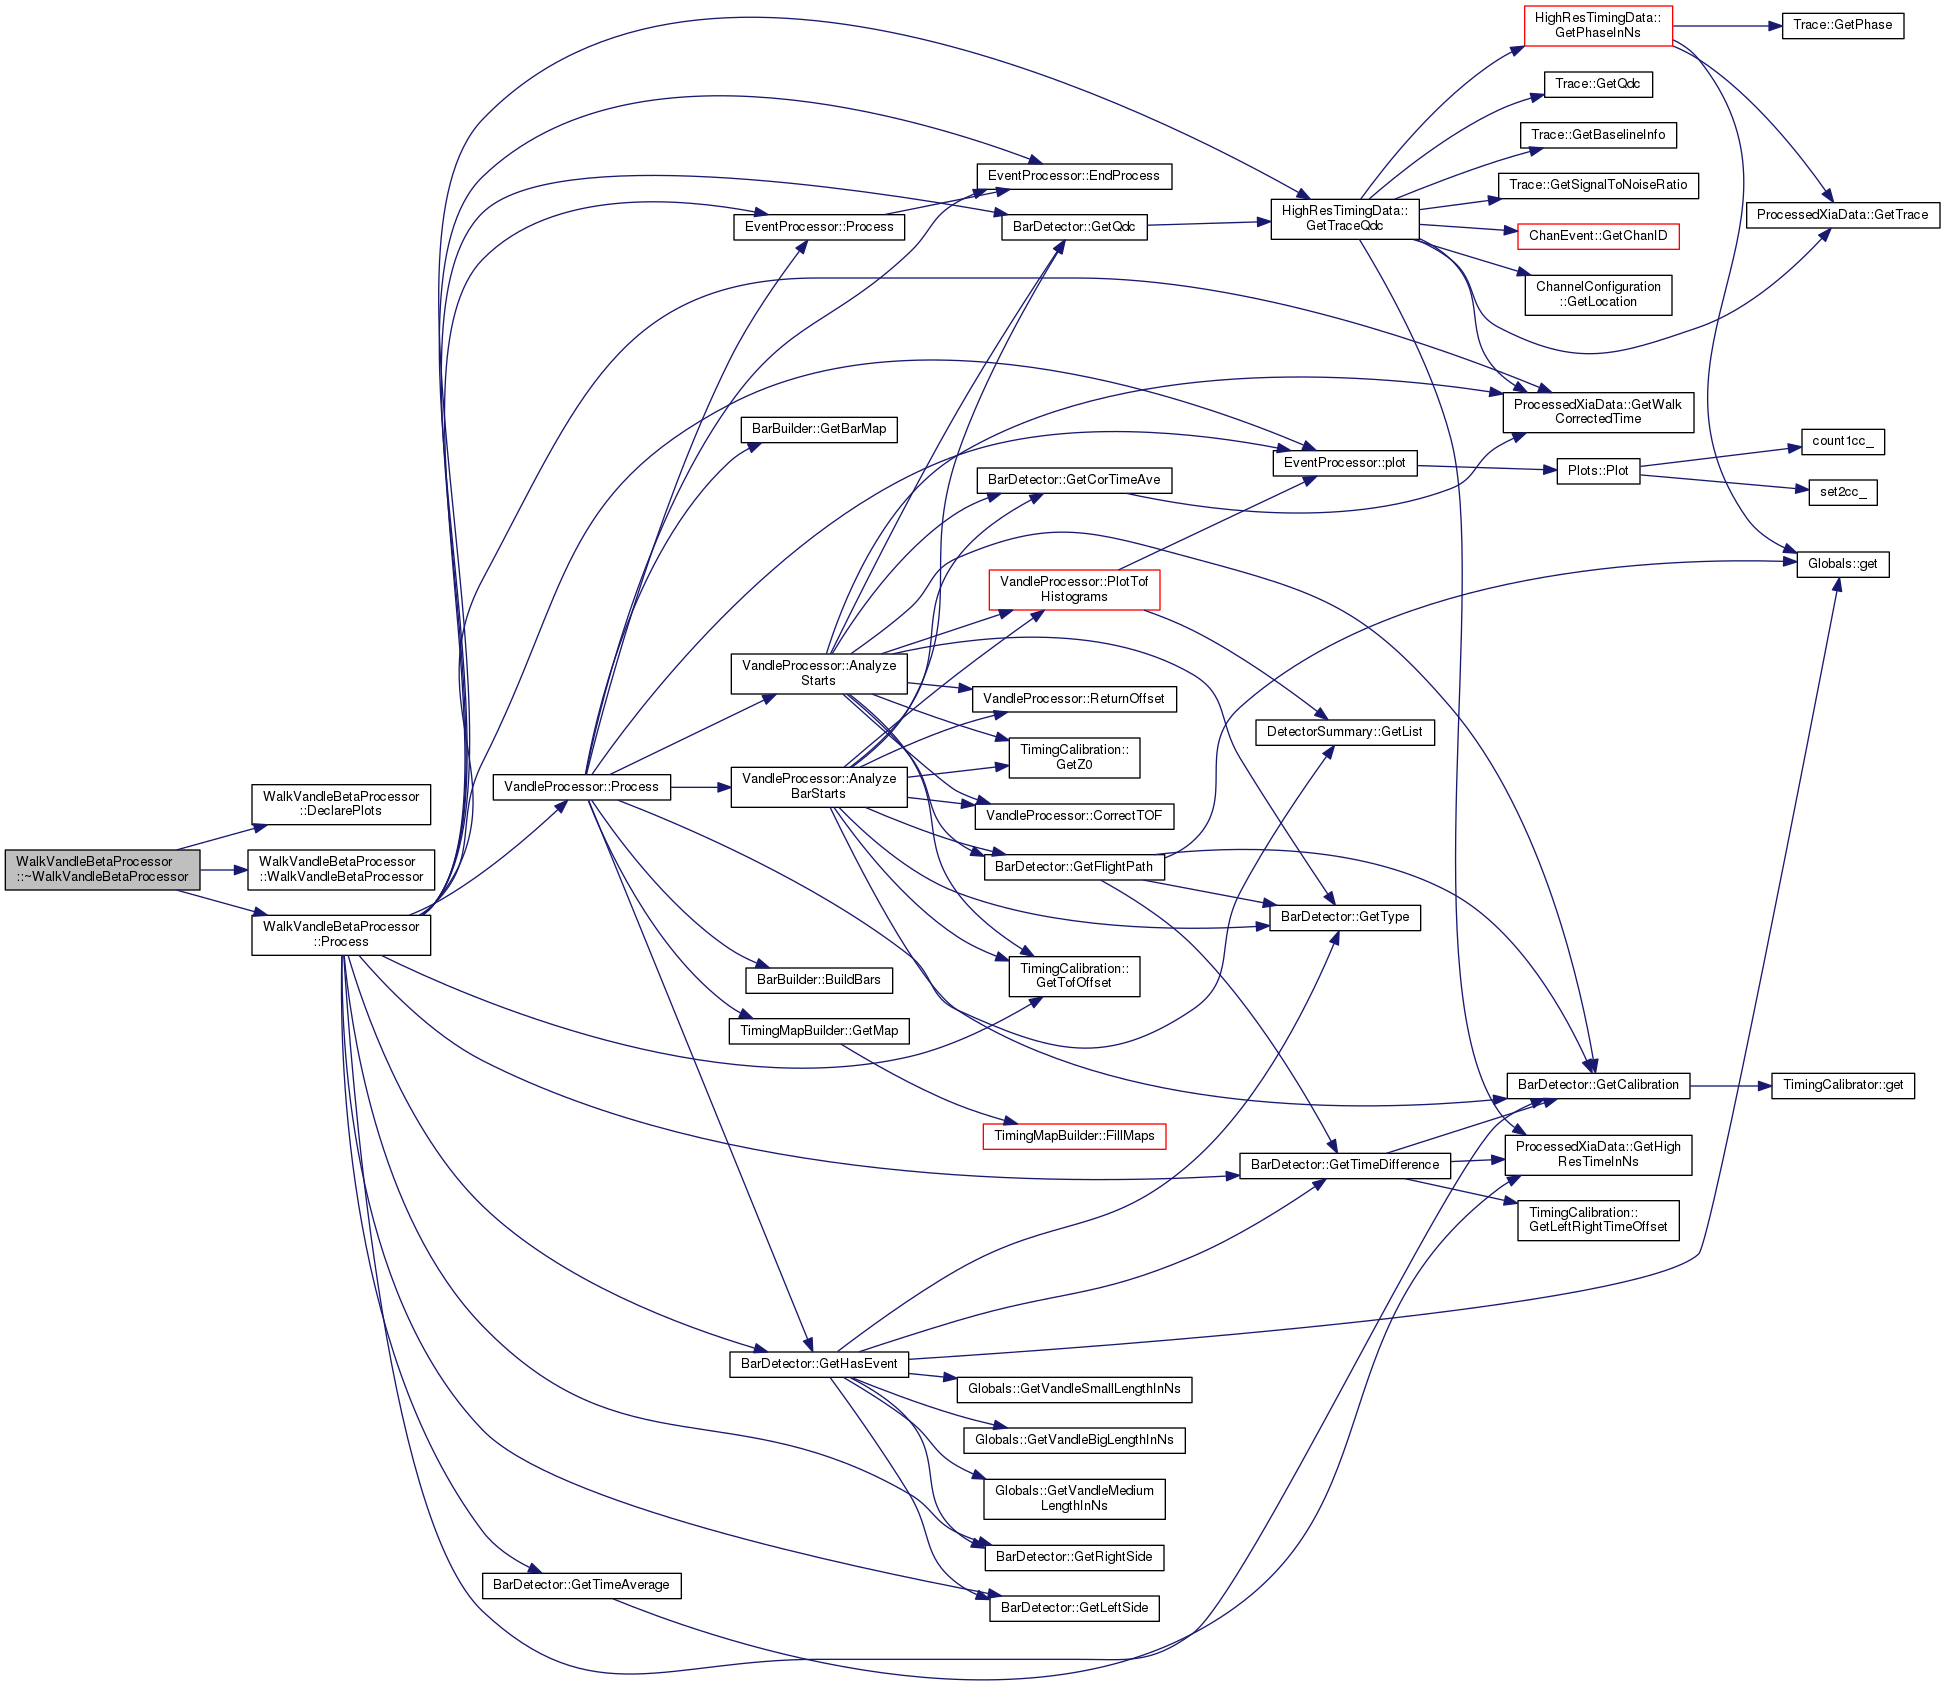 WalkVandleBetaProcessor
::~WalkVandleBetaProcessor
WalkVandleBetaProcessor
::DeclarePlots
WalkVandleBetaProcessor
::WalkVandleBetaProcessor
WalkVandleBetaProcessor
::Process
VandleProcessor::Process
BarDetector::GetTimeAverage
EventProcessor::Process
BarBuilder::GetBarMap
VandleProcessor::Analyze
Starts
VandleProcessor::Analyze
BarStarts
BarBuilder::BuildBars
TimingMapBuilder::GetMap
BarDetector::GetHasEvent
EventProcessor::EndProcess
BarDetector::GetQdc
BarDetector::GetCorTimeAve
VandleProcessor::PlotTof
Histograms
VandleProcessor::ReturnOffset
TimingCalibration::
GetZ0
VandleProcessor::CorrectTOF
BarDetector::GetFlightPath
TimingCalibration::
GetTofOffset
TimingMapBuilder::FillMaps
Globals::GetVandleSmallLengthInNs
Globals::GetVandleBigLengthInNs
Globals::GetVandleMedium
LengthInNs
BarDetector::GetRightSide
BarDetector::GetLeftSide
HighResTimingData::
GetTraceQdc
EventProcessor::plot
DetectorSummary::GetList
BarDetector::GetType
BarDetector::GetTimeDifference
HighResTimingData::
GetPhaseInNs
Trace::GetQdc
Trace::GetBaselineInfo
Trace::GetSignalToNoiseRatio
ChanEvent::GetChanID
ChannelConfiguration
::GetLocation
ProcessedXiaData::GetWalk
CorrectedTime
Plots::Plot
BarDetector::GetCalibration
ProcessedXiaData::GetHigh
ResTimeInNs
TimingCalibration::
GetLeftRightTimeOffset
Trace::GetPhase
ProcessedXiaData::GetTrace
count1cc_
set2cc_
Globals::get
TimingCalibrator::get